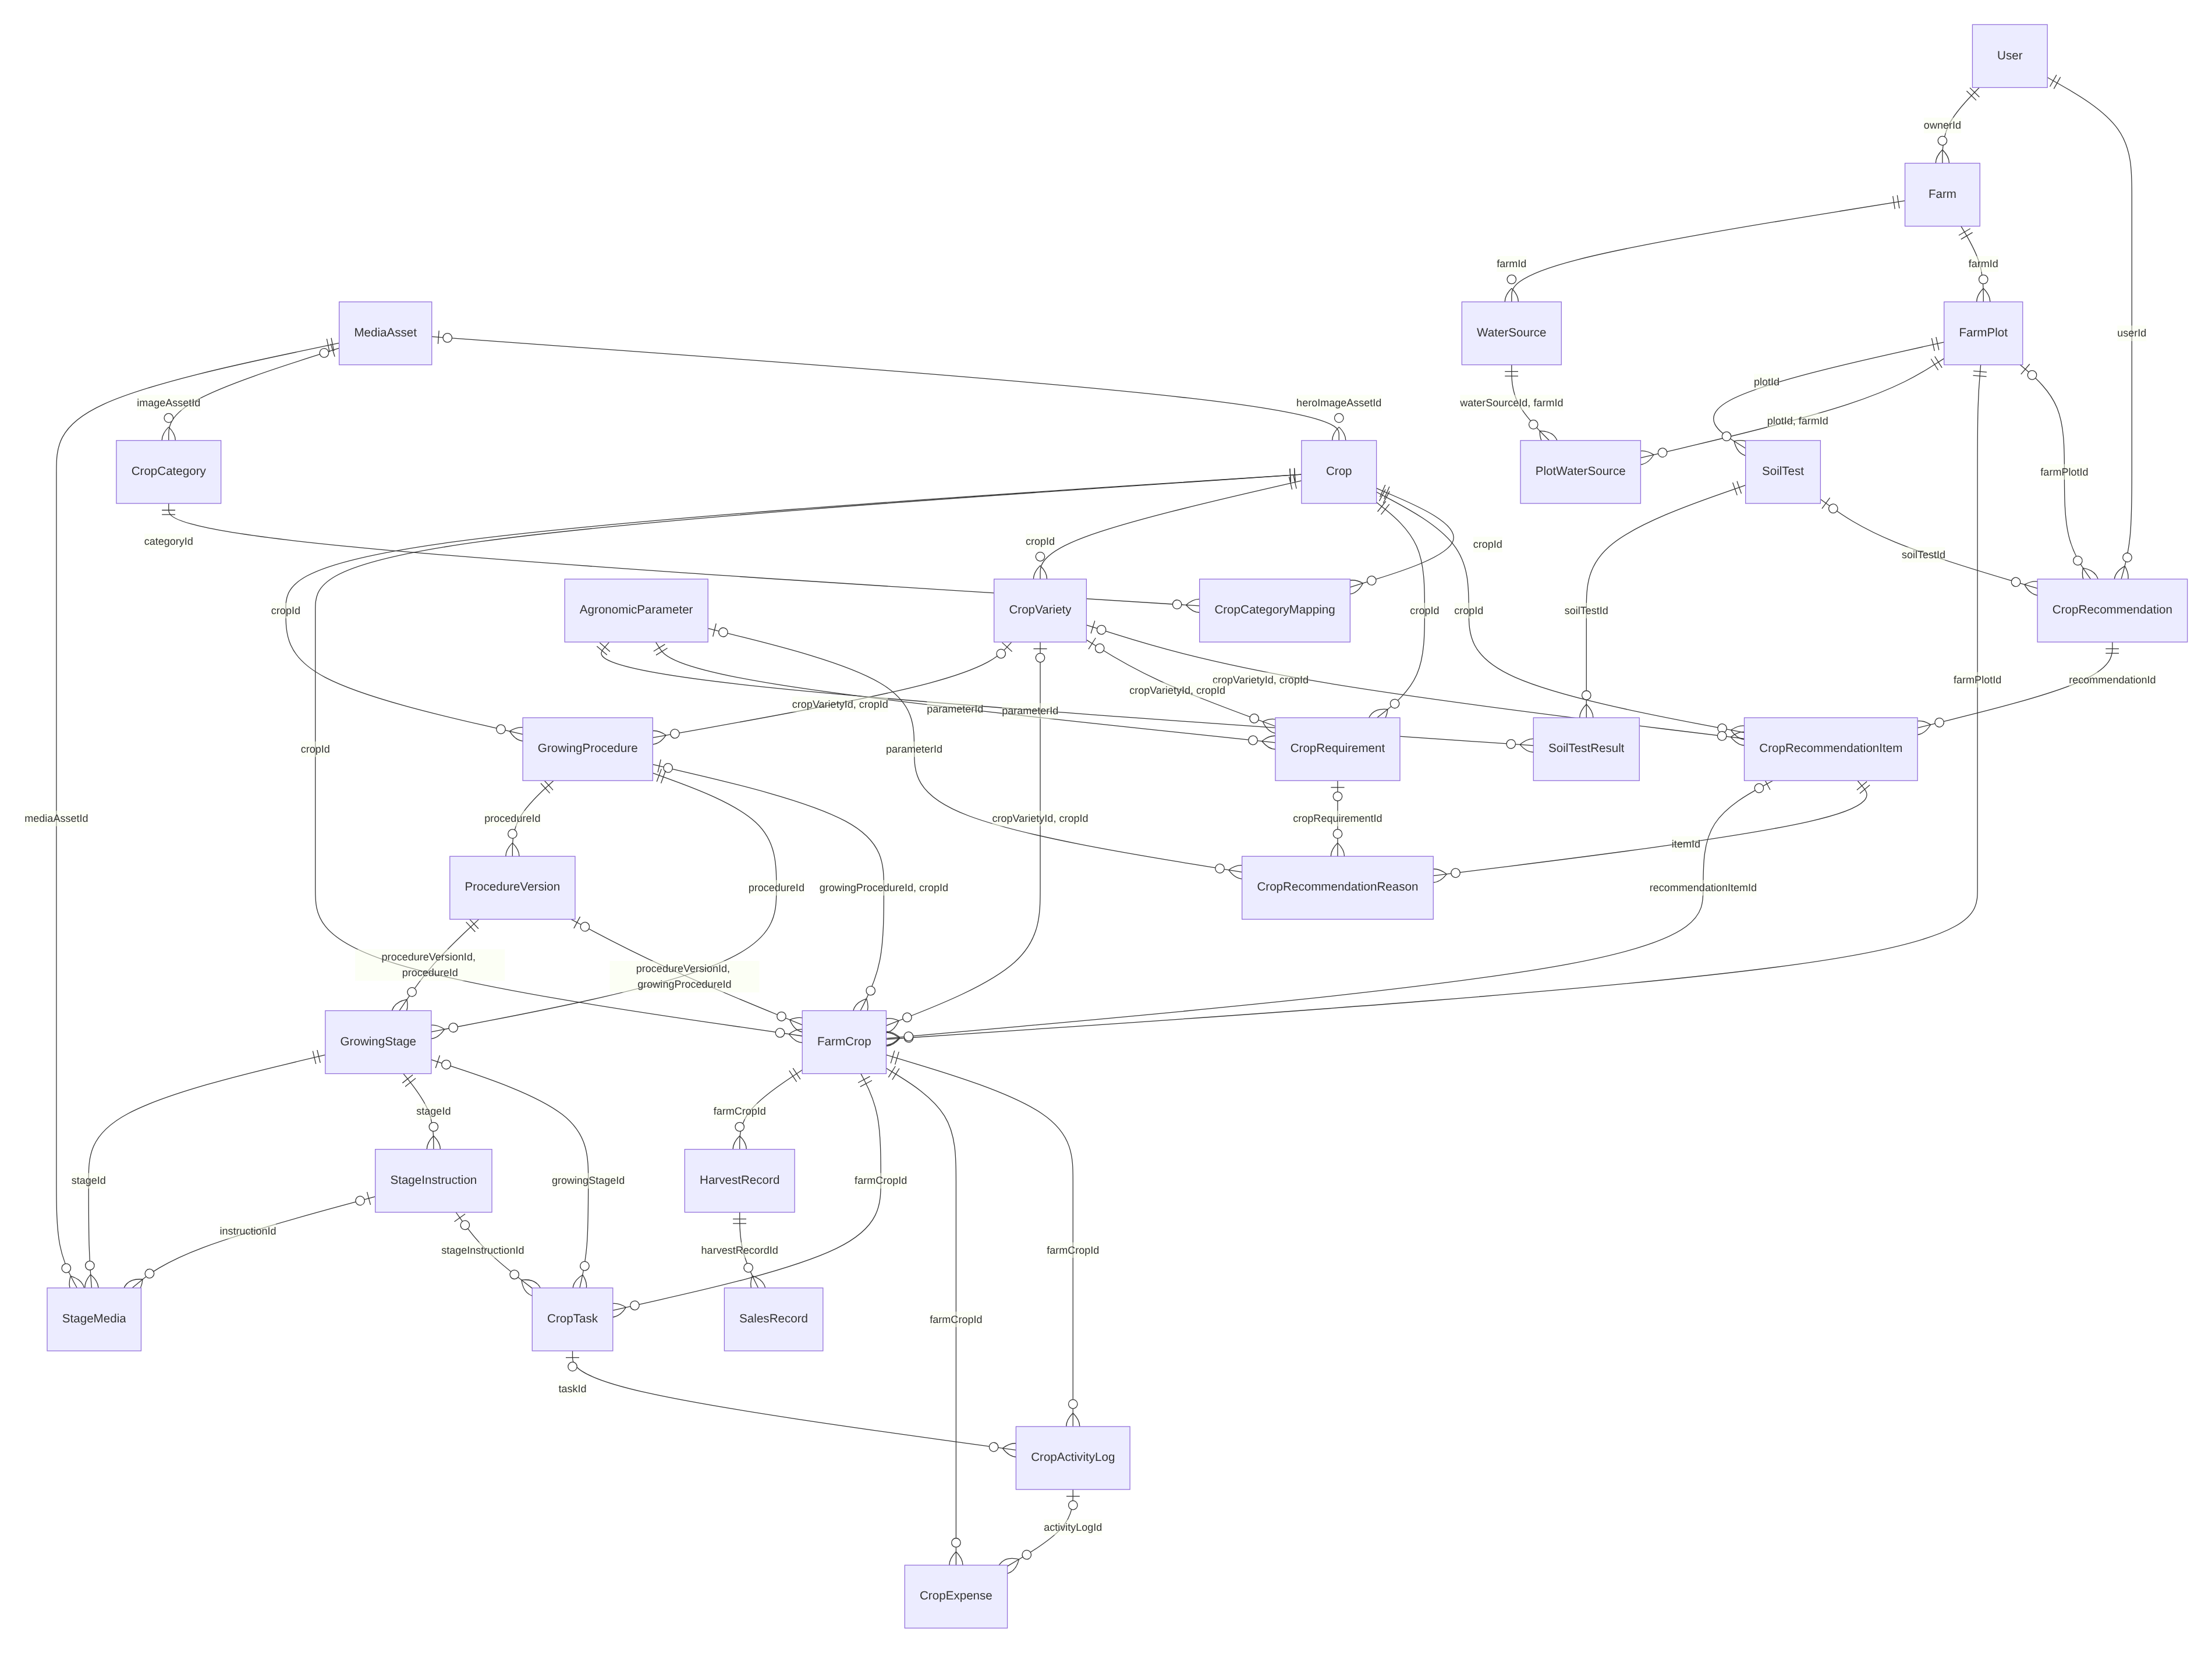 User
ownerId
Farm
farmId
farmId
MediaAsset
WaterSource
FarmPlot
userId
plotId
imageAssetId
heroImageAssetId
waterSourceId, farmId
plotId, farmId
CropCategory
Crop
PlotWaterSource
SoilTest
farmPlotId
categoryId
cropId
cropId
soilTestId
cropId
AgronomicParameter
CropVariety
CropCategoryMapping
cropId
cropId
soilTestId
CropRecommendation
cropVarietyId, cropId
cropVarietyId, cropId
cropVarietyId, cropId
farmPlotId
recommendationId
parameterId
parameterId
GrowingProcedure
cropId
parameterId
CropRequirement
SoilTestResult
CropRecommendationItem
mediaAssetId
procedureId
cropVarietyId, cropId
cropRequirementId
itemId
ProcedureVersion
procedureId
growingProcedureId, cropId
CropRecommendationReason
recommendationItemId
procedureVersionId,
procedureId
procedureVersionId,
growingProcedureId
GrowingStage
FarmCrop
stageId
farmCropId
stageId
StageInstruction
growingStageId
HarvestRecord
farmCropId
instructionId
stageInstructionId
harvestRecordId
farmCropId
StageMedia
CropTask
SalesRecord
farmCropId
taskId
CropActivityLog
activityLogId
CropExpense